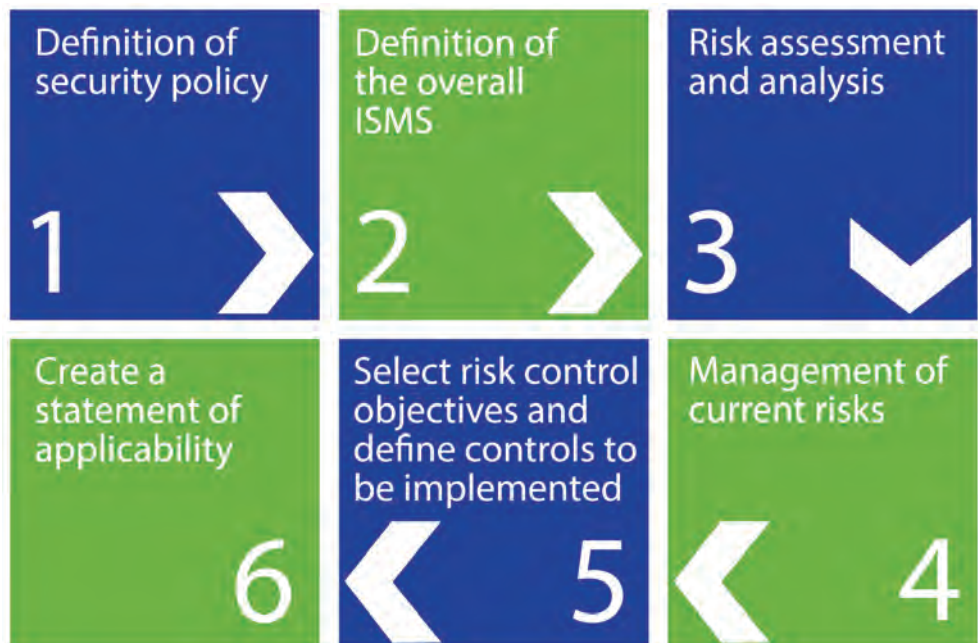 Definition of
security policy
1
Definition of
the overall
ISMS
2
Risk assessment
and analysis
3
Management of
current risks
4
Select risk control
objectives and
define controls to
be implemented
5
Create a
statement of
applicability
6